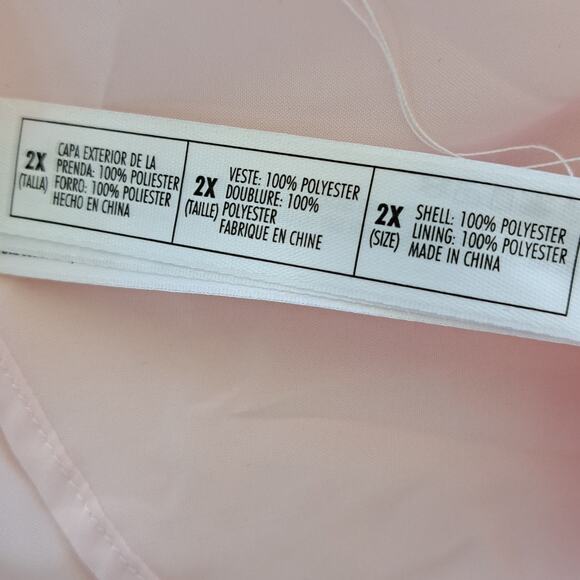 2X
(TALLA)
CAPA EXTERIOR DE LA
PRENDA: 100% POLIESTER
FORRO: 100% POLIESTER
HECHO EN CHINA
2X
(TAILLE)
VESTE: 100% POLYESTER
DOUBLURE: 100%
POLYESTER
FABRIQUE EN CHINE
2X
(SIZE)
SHELL: 100% POLYESTER
LINING: 100% POLYESTER
MADE IN CHINA